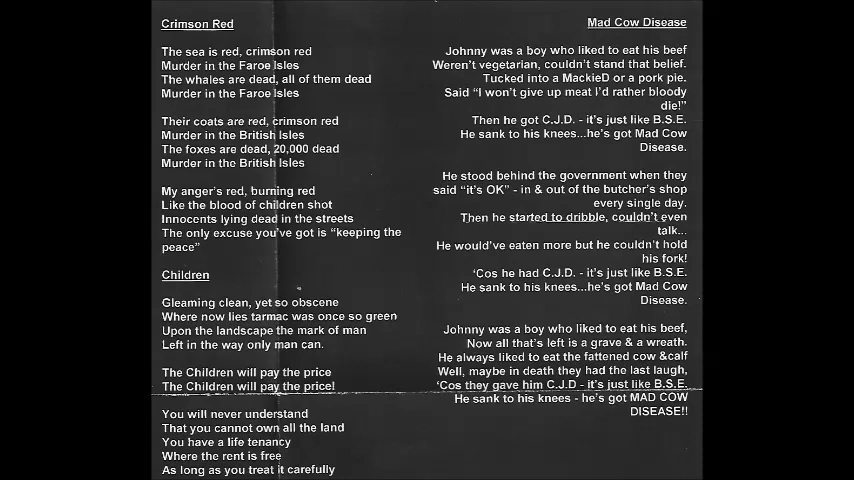 Crimson Red
The sea is red, crimson red
Murder in the Faroe Isles
The whales are dead, all of them dead
Murder in the Faroe Isles
Their coats are red, crimson red
Murder in the British Isles
The foxes are dead, 20,000 dead
Murder in the British Isles
My anger's red, burning red
Like the blood of children shot
Innocents lying dead in the streets
The only excuse you've got is "keeping the
peace"
Children
Gleaming clean, yet so obscene
Where now lies tarmac was once so green
Upon the landscape the mark of man
Left in the way only man can.
The Children will pay the price
The Children will pay the price!
You will never understand
That you cannot own all the land
You have a life tenancy
Where the rent is free
As long as you treat it carefully
Mad Cow Disease
Johnny was a boy who liked to eat his beef
Weren't vegetarian, couldn't stand that belief.
Tucked into a MackieD or a pork pie.
Said "I won't give up meat I'd rather bloody
die!"
Then he got C.J.D. - it's just like B.S.E.
He sank to his knees...he's got Mad Cow
Disease.
He stood behind the government when they
said "it's OK" - in & out of the butcher's shop
every single day.
Then he started to dribble, couldn't even
talk...
He would've eaten more but he couldn't hold
his fork!
'Cos he had C.J.D. - it's just like B.S.E.
He sank to his knees...he's got Mad Cow
Disease.
Johnny was a boy who liked to eat his beef,
Now all that's left is a grave & a wreath.
He always liked to eat the fattened cow &calf
Well, maybe in death they had the last laugh,
'Cos they gave him C.J.D - it's just like B.S.E.
He sank to his knees - he's got MAD COW
DISEASE!!